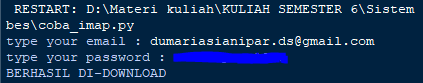 RESTART: D:\Materi kuliah\KULIAH SEMESTER 6\Sistem
bes\coba_imap.py
type your email : dumariasianipar.ds@gmail.com
type your password :
BERHASIL DI-DOWNLOAD